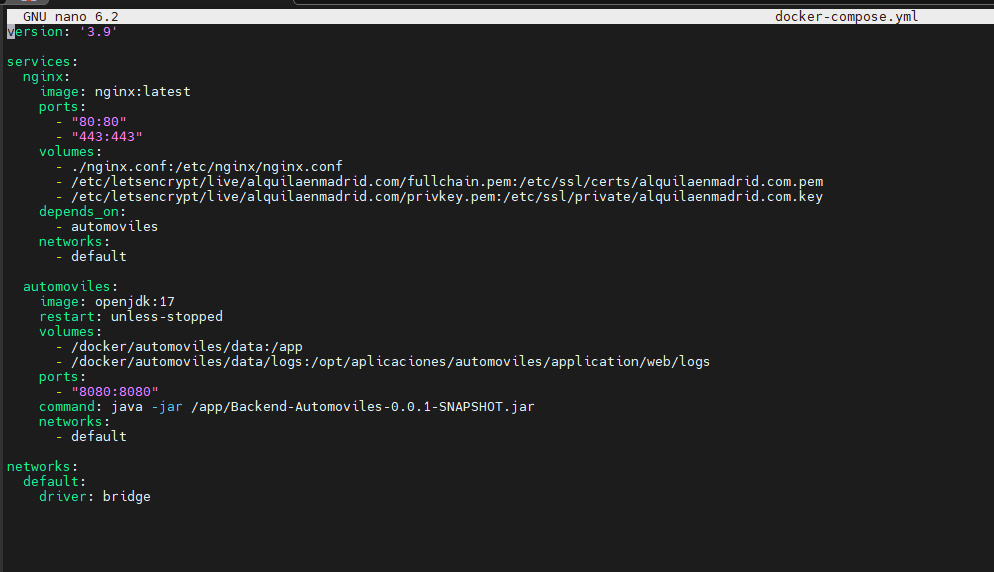 GNU nano 6.2 docker-compose.yml
version: '3.9'
services:
nginx:
image: nginx:latest
ports:
- "80:80"
- "443:443"
volumes:
- ./nginx.conf:/etc/nginx/nginx.conf
- /etc/letsencrypt/live/alquilaenmadrid.com/fullchain.pem:/etc/ssl/certs/alquilaenmadrid.com.pem
- /etc/letsencrypt/live/alquilaenmadrid.com/privkey.pem:/etc/ssl/private/alquilaenmadrid.com.key
depends_on:
- automoviles
networks:
- default
automoviles:
image: openjdk:17
restart: unless-stopped
volumes:
- /docker/automoviles/data:/app
- /docker/automoviles/data/logs:/opt/aplicaciones/automoviles/application/web/logs
ports:
- "8080:8080"
command: java -jar /app/Backend-Automoviles-0.0.1-SNAPSHOT.jar
networks:
- default
networks:
default:
driver: bridge